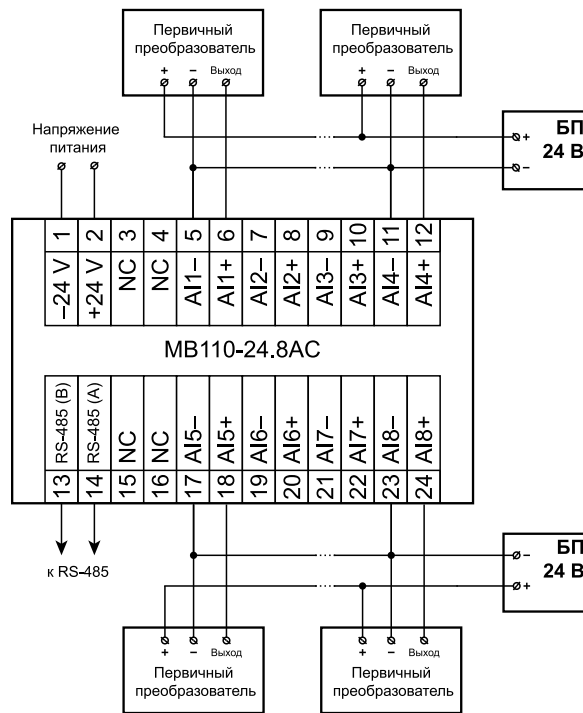 Первичный
преобразователь
+ – Выход
Первичный
преобразователь
+ – Выход
Напряжение
питания
+ БП
– 24 В
1 2 3 4 5 6 7 8 9 10 11 12
–24 V +24 V NC NC AI1– AI1+ AI2– AI2+ AI3– AI3+ AI4– AI4+
МВ110-24.8АС
RS-485 (B) RS-485 (A) NC NC AI5– AI5+ AI6– AI6+ AI7– AI7+ AI8– AI8+
13 14 15 16 17 18 19 20 21 22 23 24
к RS-485
– БП
+ 24 В
+ – Выход
Первичный
преобразователь
+ – Выход
Первичный
преобразователь